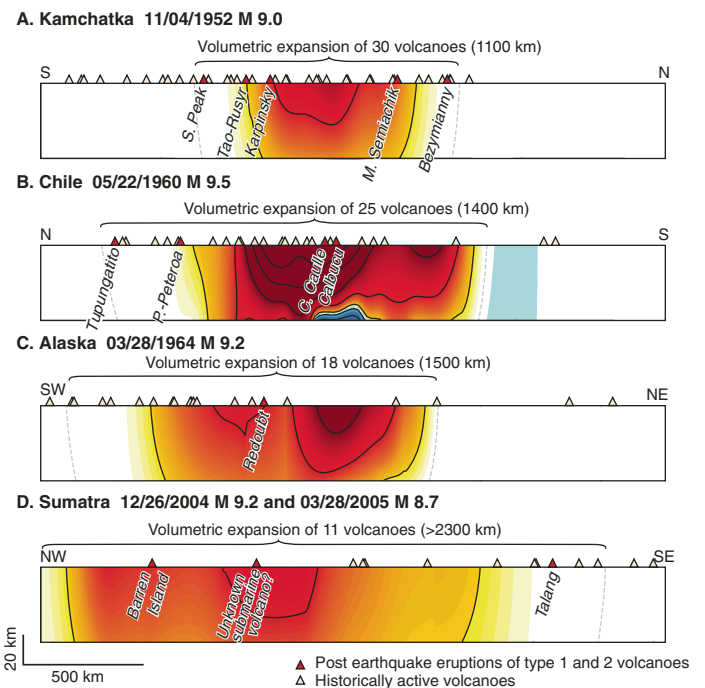 A. Kamchatka 11/04/1952 M 9.0
Volumetric expansion of 30 volcanoes (1100 km)
S
N
S. Peak
Tao-Rusyr
Karpinsky
M. Semiachik
Bezymianny
B. Chile 05/22/1960 M 9.5
Volumetric expansion of 25 volcanoes (1400 km)
N
S
Tupungatito
P.-Peteroa
C. Caulle
Calbucu
C. Alaska 03/28/1964 M 9.2
Volumetric expansion of 18 volcanoes (1500 km)
SW
NE
Redoubt
D. Sumatra 12/26/2004 M 9.2 and 03/28/2005 M 8.7
Volumetric expansion of 11 volcanoes (>2300 km)
NW
SE
Barren
Island
Unknown
submarine
volcano?
Talang
20 km
500 km
Post earthquake eruptions of type 1 and 2 volcanoes
Historically active volcanoes